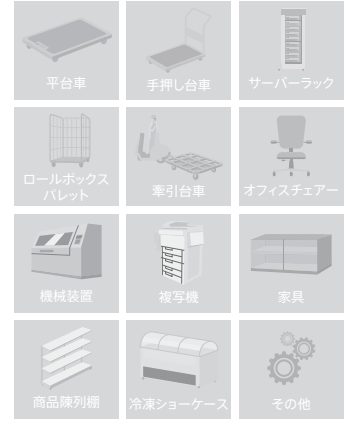 平台車
手押し台車
サーバーラック
ロールボックス
パレット
牽引台車
オフィスチェアー
機械装置
複写機
家具
商品陳列棚
冷凍ショーケース
その他